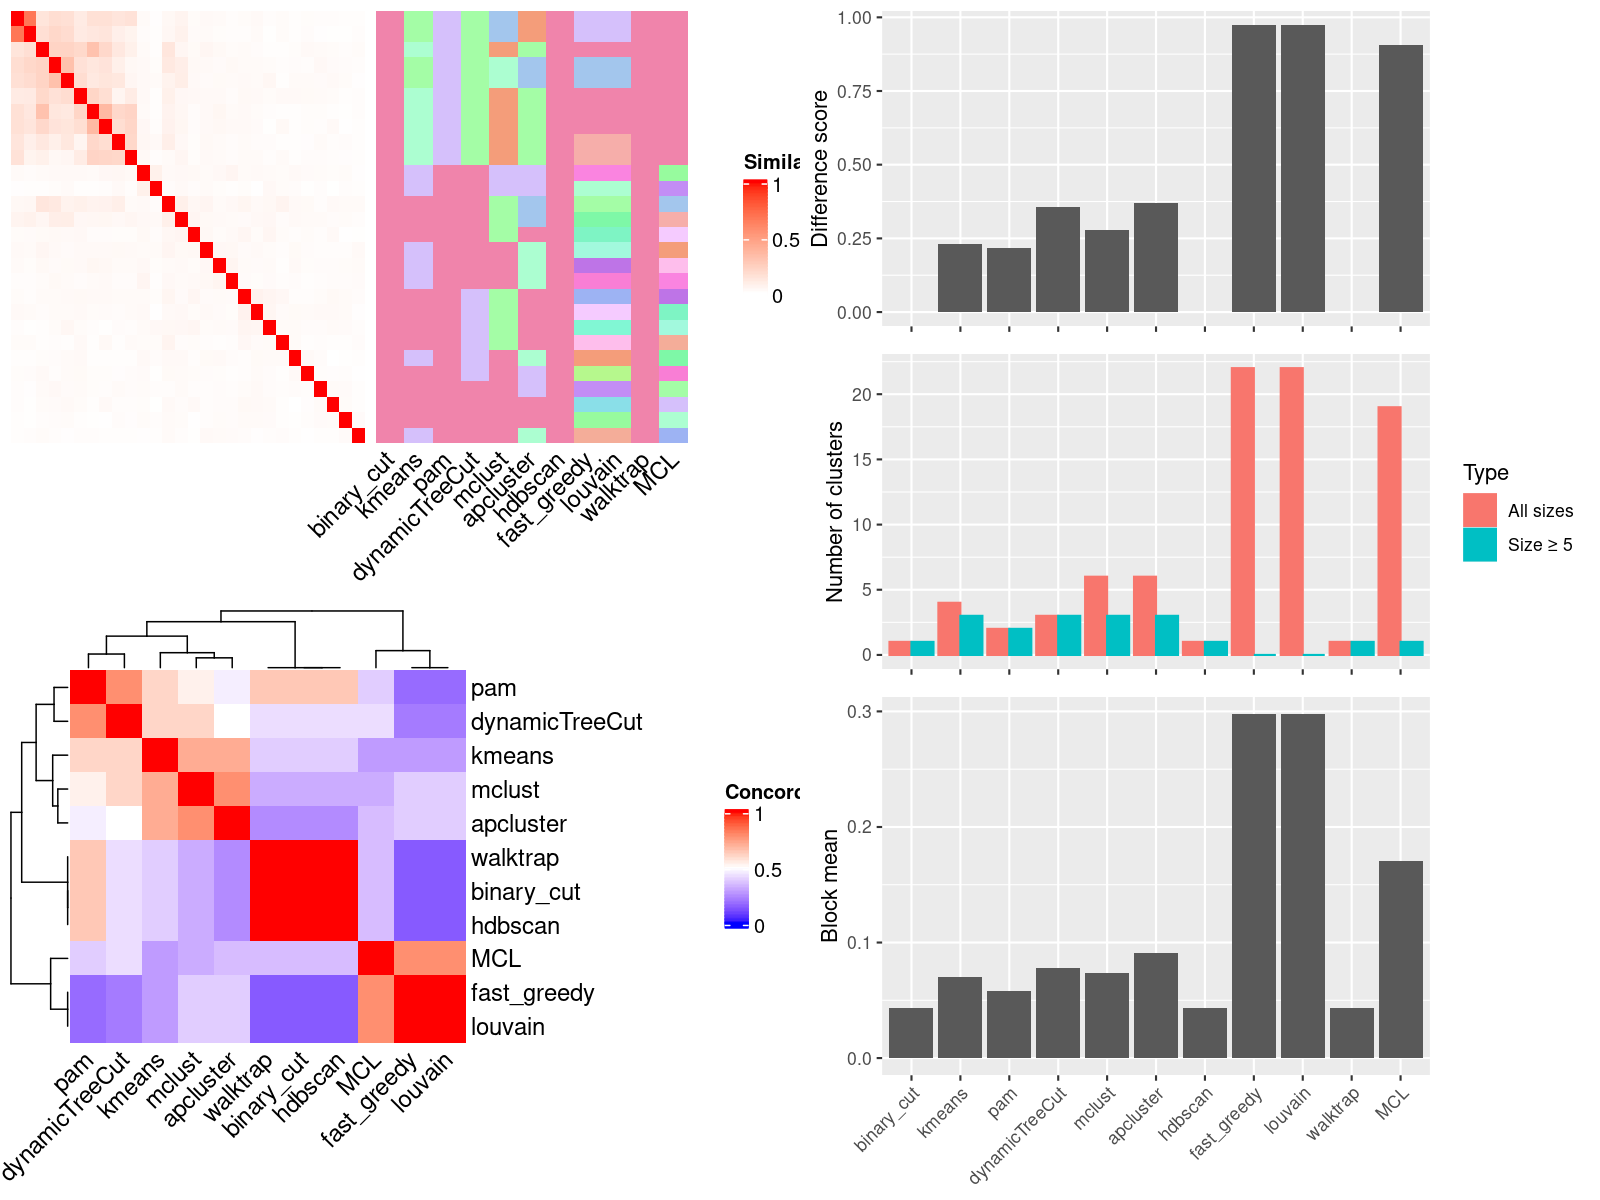 Simila
1
0.5
0
binary_cut
kmeans
pam
dynamicTreeCut
mclust
apcluster
hdbscan
fast_greedy
louvain
walktrap
MCL
pam
dynamicTreeCut
kmeans
mclust
apcluster
walktrap
binary_cut
hdbscan
MCL
fast_greedy
louvain
pam
dynamicTreeCut
kmeans
mclust
apcluster
walktrap
binary_cut
hdbscan
MCL
fast_greedy
louvain
Concord
1
0.5
0
Difference score
1.00
0.75
0.50
0.25
0.00
Number of clusters
20
15
10
5
0
Type
All sizes
Size ≥ 5
Block mean
0.3
0.2
0.1
0.0
binary_cut
kmeans
pam
dynamicTreeCut
mclust
apcluster
hdbscan
fast_greedy
louvain
walktrap
MCL